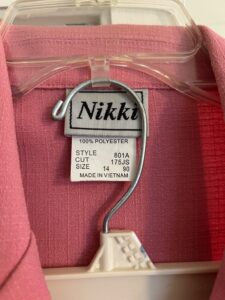 Nikki
100% POLYESTER
STYLE 801A
CUT 175JS
SIZE 14 90
MADE IN VIETNAM